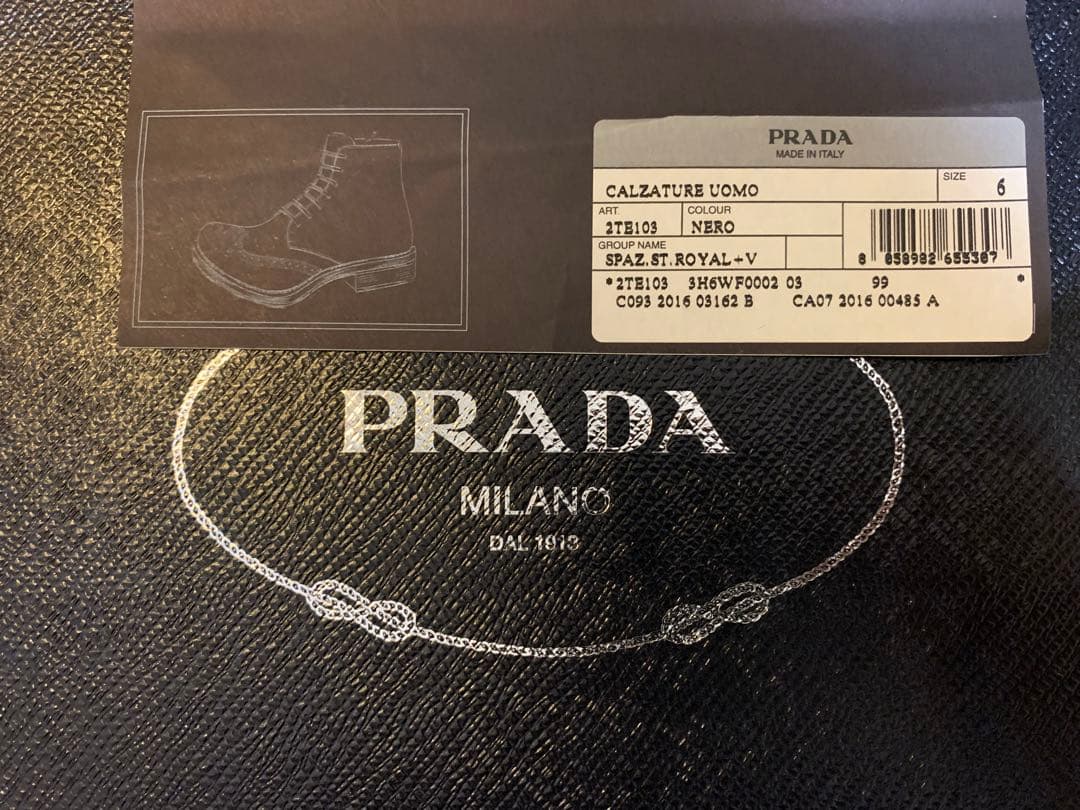 PRADA
MADE IN ITALY
CALZATURE UOMO
SIZE 6
ART. 2TE103
COLOUR NERO
GROUP NAME
SPAZ.ST.ROYAL+V
8 058982 655307
*2TE103 3H6WF0002 03 99 *
C093 2016 03162 B CA07 2016 00485 A
PRADA
MILANO
DAL 1913